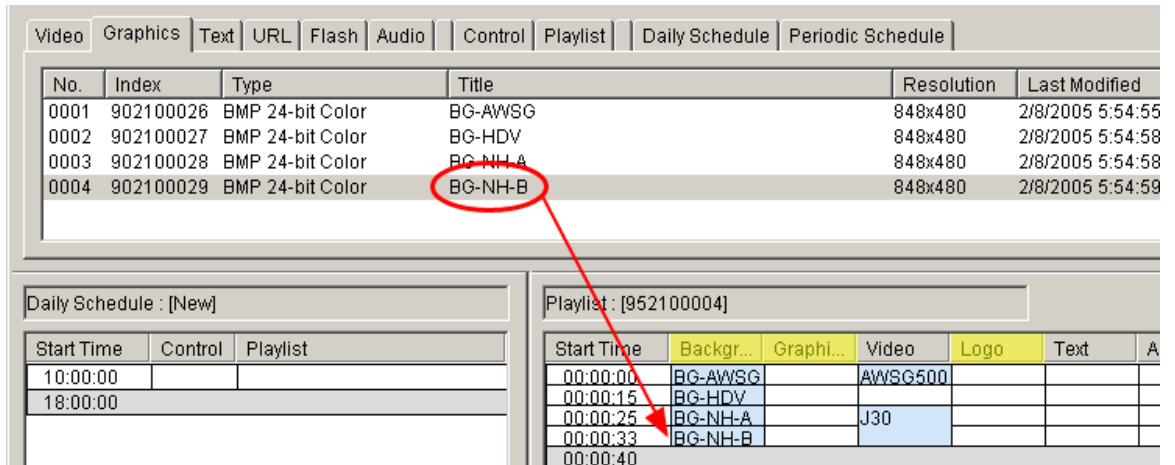 Video Graphics Text URL Flash Audio Control Playlist Daily Schedule Periodic Schedule
No. Index Type Title Resolution Last Modified
0001 902100026 BMP 24-bit Color BG-AWSG 848x480 2/8/2005 5:54:55
0002 902100027 BMP 24-bit Color BG-HDV 848x480 2/8/2005 5:54:58
0003 902100028 BMP 24-bit Color BG-NH-A 848x480 2/8/2005 5:54:58
0004 902100029 BMP 24-bit Color BG-NH-B 848x480 2/8/2005 5:54:59
Daily Schedule : [New]
Start Time Control Playlist
10:00:00
18:00:00
Playlist : [952100004]
Start Time Backgr... Graphi... Video Logo Text A
00:00:00 BG-AWSG AWSG500
00:00:15 BG-HDV
00:00:25 BG-NH-A J30
00:00:33 BG-NH-B
00:00:40